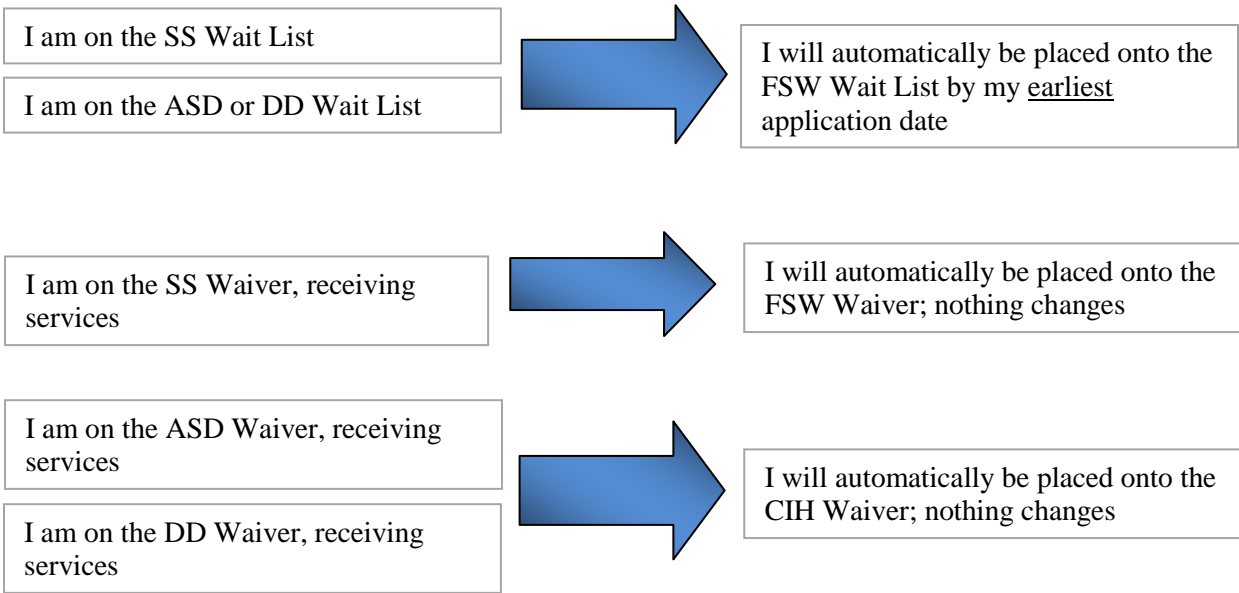 I am on the SS Wait List
I am on the ASD or DD Wait List
I will automatically be placed onto the
FSW Wait List by my earliest
application date
I am on the SS Waiver, receiving
services
I will automatically be placed onto the
FSW Waiver; nothing changes
I am on the ASD Waiver, receiving
services
I am on the DD Waiver, receiving
services
I will automatically be placed onto the
CIH Waiver; nothing changes